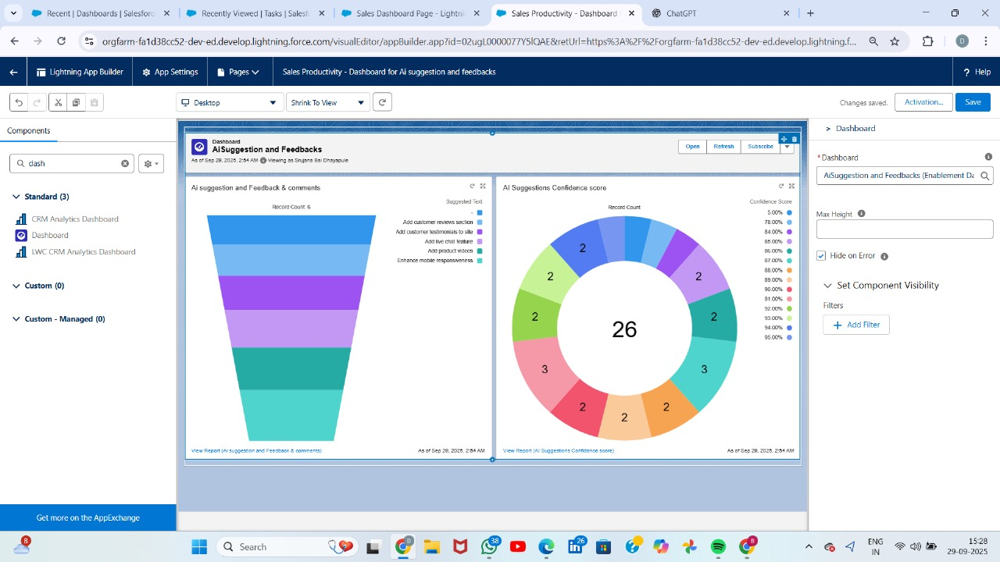 Recent | Dashboards | Salesforc
Recently Viewed | Tasks | Salesf
Sales Dashboard Page - Lightni
Sales Productivity - Dashboard
ChatGPT
orgfarm-fa1d38cc52-dev-ed.develop.lightning.force.com/visualEditor/appBuilder.app?id=02ugL0000077Y5lQAE&retUrl=https%3A%2F%2Forgfarm-fa1d38cc52-dev-ed.develop.lightning.f...
D
Lightning App Builder
App Settings
Pages
Sales Productivity - Dashboard for Ai suggestion and feedbacks
? Help
Desktop
Shrink To View
Changes saved.
Activation...
Save
Components
dash
Standard (3)
CRM Analytics Dashboard
Dashboard
LWC CRM Analytics Dashboard
Custom (0)
Custom - Managed (0)
Get more on the AppExchange
Dashboard
AiSuggestion and Feedbacks
As of Sep 29, 2025, 2:54 AM Viewing as Srujana Bai Dhayapule
Open
Refresh
Subscribe
Ai suggestion and Feedback & comments
Record Count: 6
Suggested Text
-
Add customer reviews section
Add customer testimonials to site
Add live chat feature
Add product videos
Enhance mobile responsiveness
View Report (Ai suggestion and Feedback & comments)
As of Sep 29, 2025, 2:54 AM
AI Suggestions Confidence score
Record Count
Confidence Score
5.00%
78.00%
84.00%
85.00%
86.00%
87.00%
88.00%
89.00%
90.00%
91.00%
92.00%
93.00%
94.00%
95.00%
2
2
2
2
2
2
26
3
3
2
2
2
View Report (AI Suggestions Confidence score)
As of Sep 29, 2025, 2:54 AM
> Dashboard
* Dashboard
AiSuggestion and Feedbacks (Enablement Da
Max Height
Hide on Error
Set Component Visibility
Filters
+ Add Filter
8
Search
0
38
26
8
ENG
IN
15:28
29-09-2025